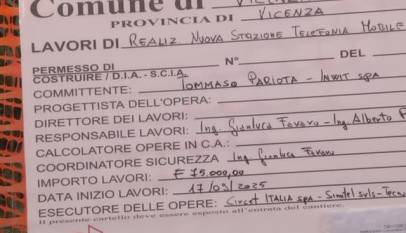 Comune di
PROVINCIA DI VICENZA
LAVORI DI REALIZ NUOVA STAZIONE TELEFONIA MOBILE
PERMESSO DI N° DEL
COSTRUIRE / D.I.A. - S.C.I.A.
COMMITTENTE: TOMMASO PARIOTA - INWIT SPA
PROGETTISTA DELL'OPERA:
DIRETTORE DEI LAVORI:
RESPONSABILE LAVORI: Ing. Gianluca Favaro - Ing. Alberto
CALCOLATORE OPERE IN C.A.:
COORDINATORE SICUREZZA Ing Gianluca Favaro
IMPORTO LAVORI: € 75.000,00
DATA INIZIO LAVORI: 17/03/2025
ESECUTORE DELLE OPERE: Circet ITALIA spa - Simtel srls -
Il presente cartello deve essere esposto all'entrata del cantiere.